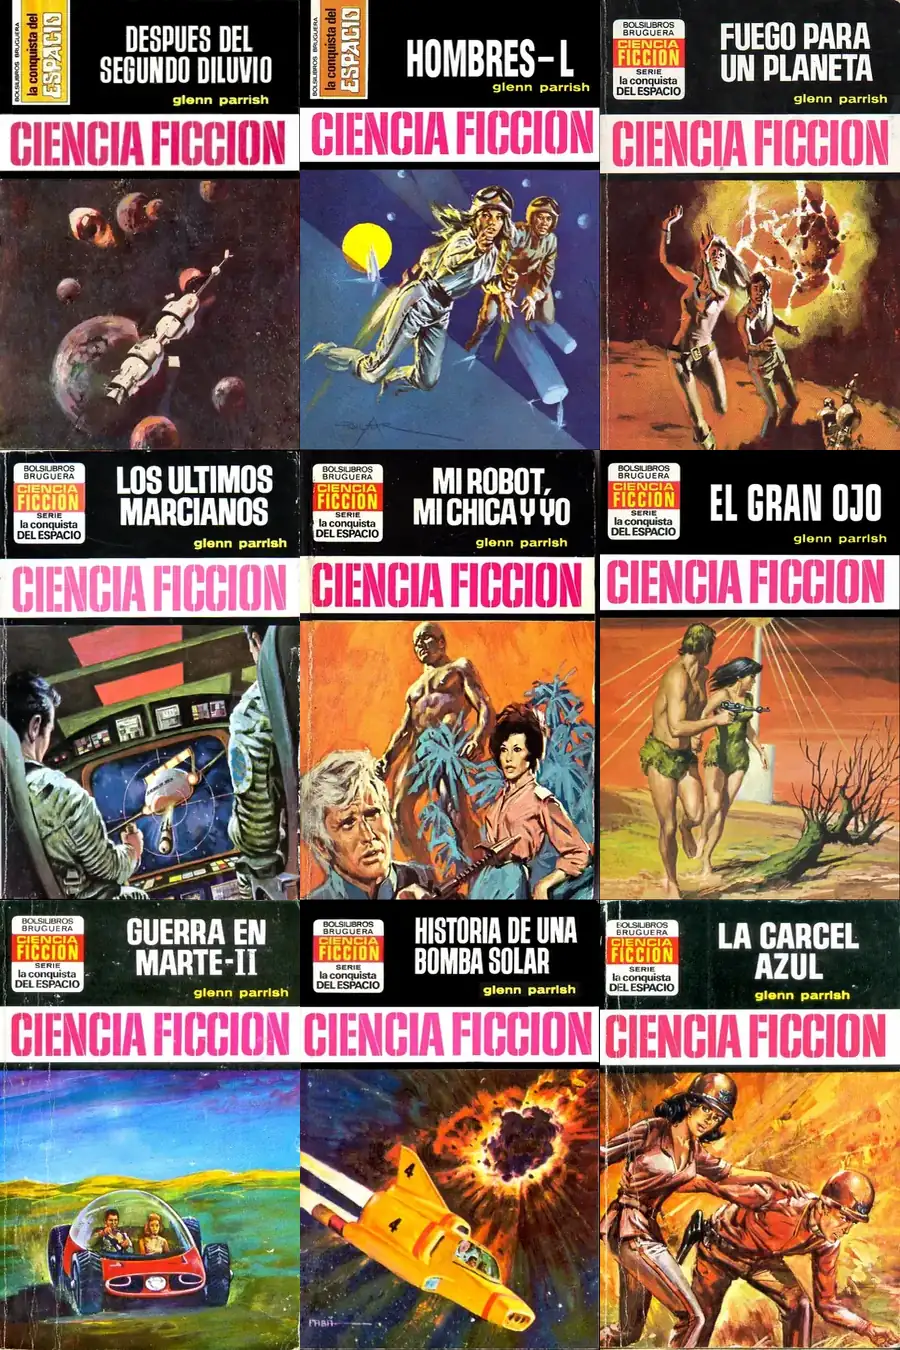 BOLSILIBROS BRUGUERA
la conquista del
ESPACIO
DESPUES DEL
SEGUNDO DILUVIO
glenn parrish
CIENCIA FICCION
BOLSILIBROS BRUGUERA
la conquista del
ESPACIO
HOMBRES-L
glenn parrish
CIENCIA FICCION
BOLSILIBROS
BRUGUERA
CIENCIA
FICCION
SERIE
la conquista
DEL ESPACIO
FUEGO PARA
UN PLANETA
glenn parrish
CIENCIA FICCION
BOLSILIBROS
BRUGUERA
CIENCIA
FICCION
SERIE
la conquista
DEL ESPACIO
LOS ULTIMOS
MARCIANOS
glenn parrish
CIENCIA FICCION
BOLSILIBROS
BRUGUERA
CIENCIA
FICCION
SERIE
la conquista
DEL ESPACIO
MI ROBOT,
MI CHICA Y YO
glenn parrish
CIENCIA FICCION
BOLSILIBROS
BRUGUERA
CIENCIA
FICCION
SERIE
la conquista
DEL ESPACIO
EL GRAN OJO
glenn parrish
CIENCIA FICCION
BOLSILIBROS
BRUGUERA
CIENCIA
FICCION
SERIE
la conquista
DEL ESPACIO
GUERRA EN
MARTE-II
glenn parrish
CIENCIA FICCION
BOLSILIBROS
BRUGUERA
CIENCIA
FICCION
SERIE
la conquista
DEL ESPACIO
HISTORIA DE UNA
BOMBA SOLAR
glenn parrish
CIENCIA FICCION
4
4
BOLSILIBROS
BRUGUERA
CIENCIA
FICCION
SERIE
la conquista
DEL ESPACIO
LA CARCEL
AZUL
glenn parrish
CIENCIA FICCION